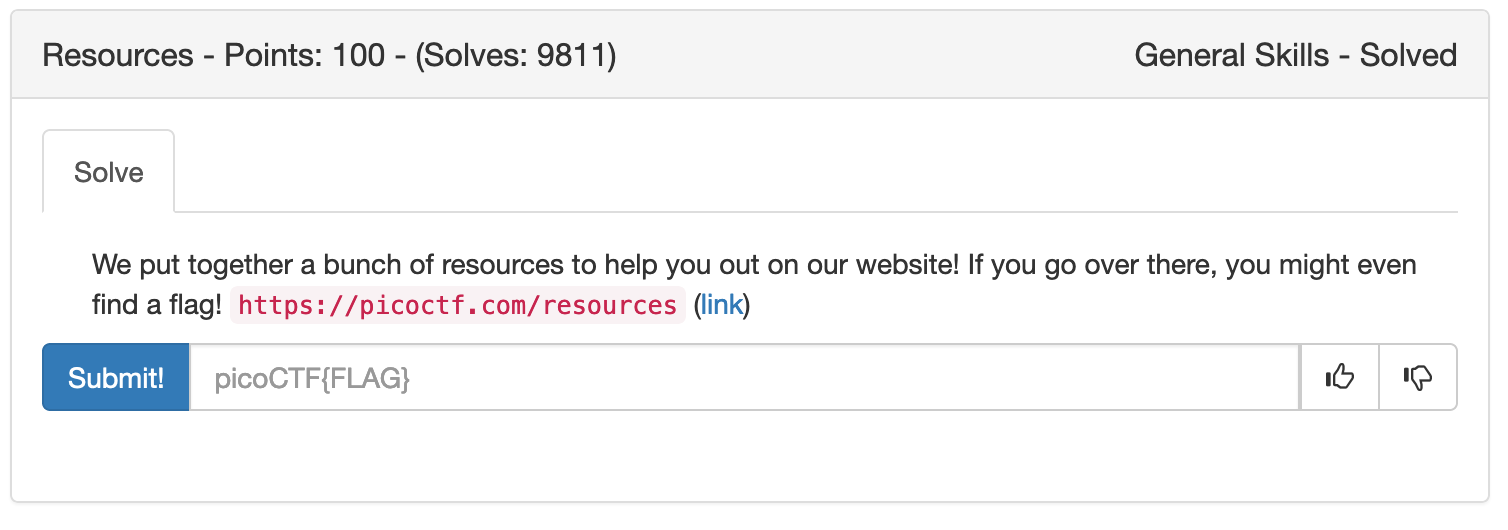 Resources - Points: 100 - (Solves: 9811) General Skills - Solved
Solve
We put together a bunch of resources to help you out on our website! If you go over there, you might even
find a flag! https://picoctf.com/resources (link)
Submit! picoCTF{FLAG}